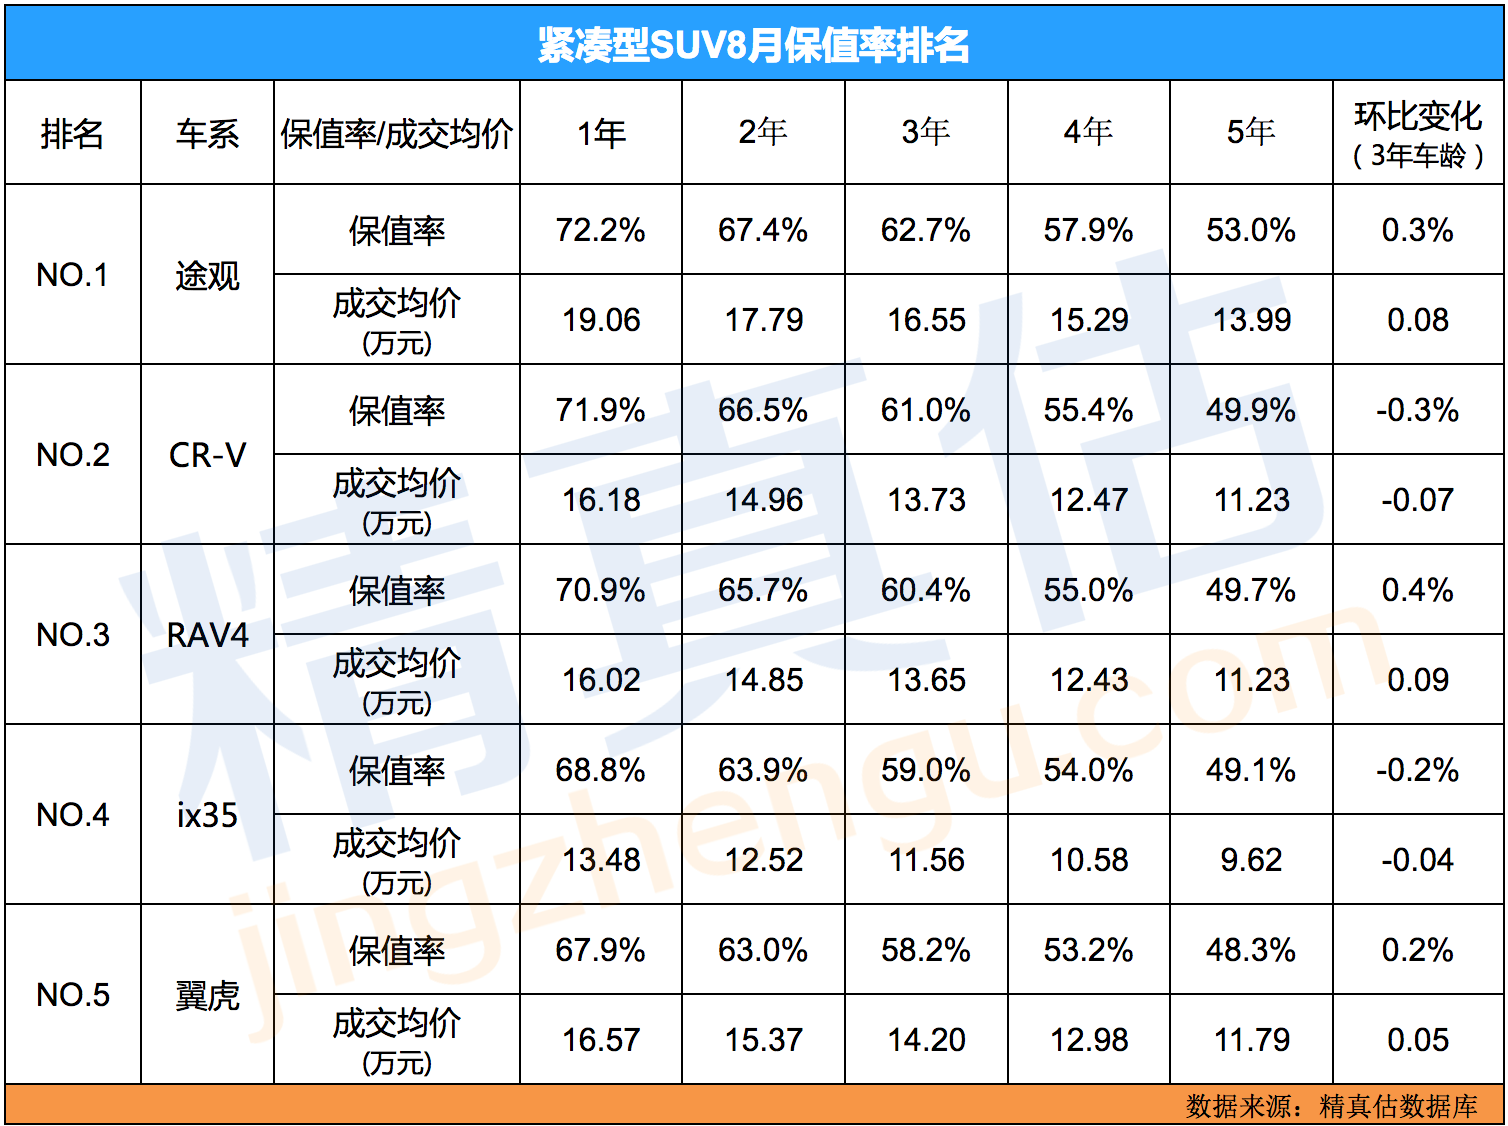 紧凑型SUV8月保值率排名
排名 车系 保值率/成交均价 1年 2年 3年 4年 5年 环比变化
（3年车龄）
NO.1 途观 保值率 72.2% 67.4% 62.7% 57.9% 53.0% 0.3%
成交均价
(万元) 19.06 17.79 16.55 15.29 13.99 0.08
NO.2 CR-V 保值率 71.9% 66.5% 61.0% 55.4% 49.9% -0.3%
成交均价
(万元) 16.18 14.96 13.73 12.47 11.23 -0.07
NO.3 RAV4 保值率 70.9% 65.7% 60.4% 55.0% 49.7% 0.4%
成交均价
(万元) 16.02 14.85 13.65 12.43 11.23 0.09
NO.4 ix35 保值率 68.8% 63.9% 59.0% 54.0% 49.1% -0.2%
成交均价
(万元) 13.48 12.52 11.56 10.58 9.62 -0.04
NO.5 翼虎 保值率 67.9% 63.0% 58.2% 53.2% 48.3% 0.2%
成交均价
(万元) 16.57 15.37 14.20 12.98 11.79 0.05
数据来源：精真估数据库
精真估
jingzhengu.com